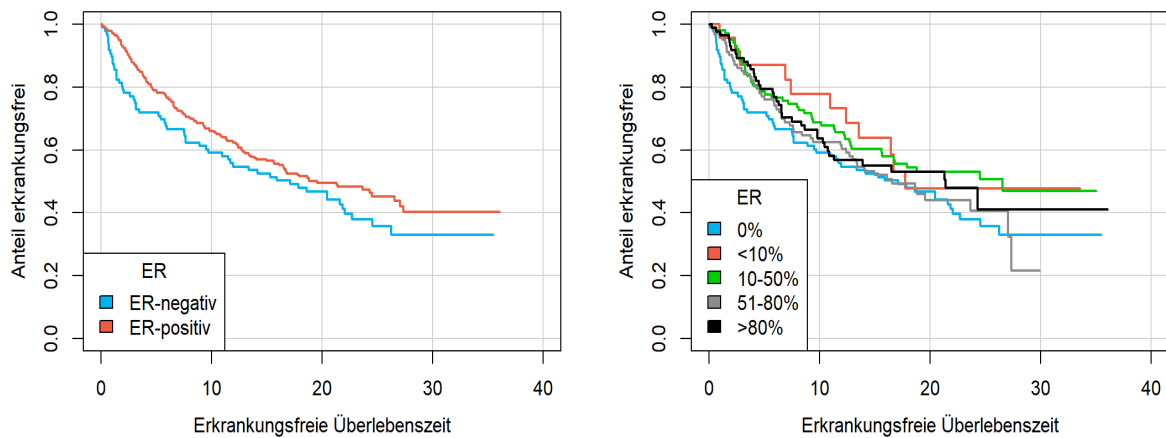 Anteil erkrankungsfrei
1.0
0.8
0.6
0.4
0.2
0.0
ER
ER-negativ
ER-positiv
0 10 20 30 40
Erkrankungsfreie Überlebenszeit
Anteil erkrankungsfrei
1.0
0.8
0.6
0.4
0.2
0.0
ER
0%
<10%
10-50%
51-80%
>80%
0 10 20 30 40
Erkrankungsfreie Überlebenszeit